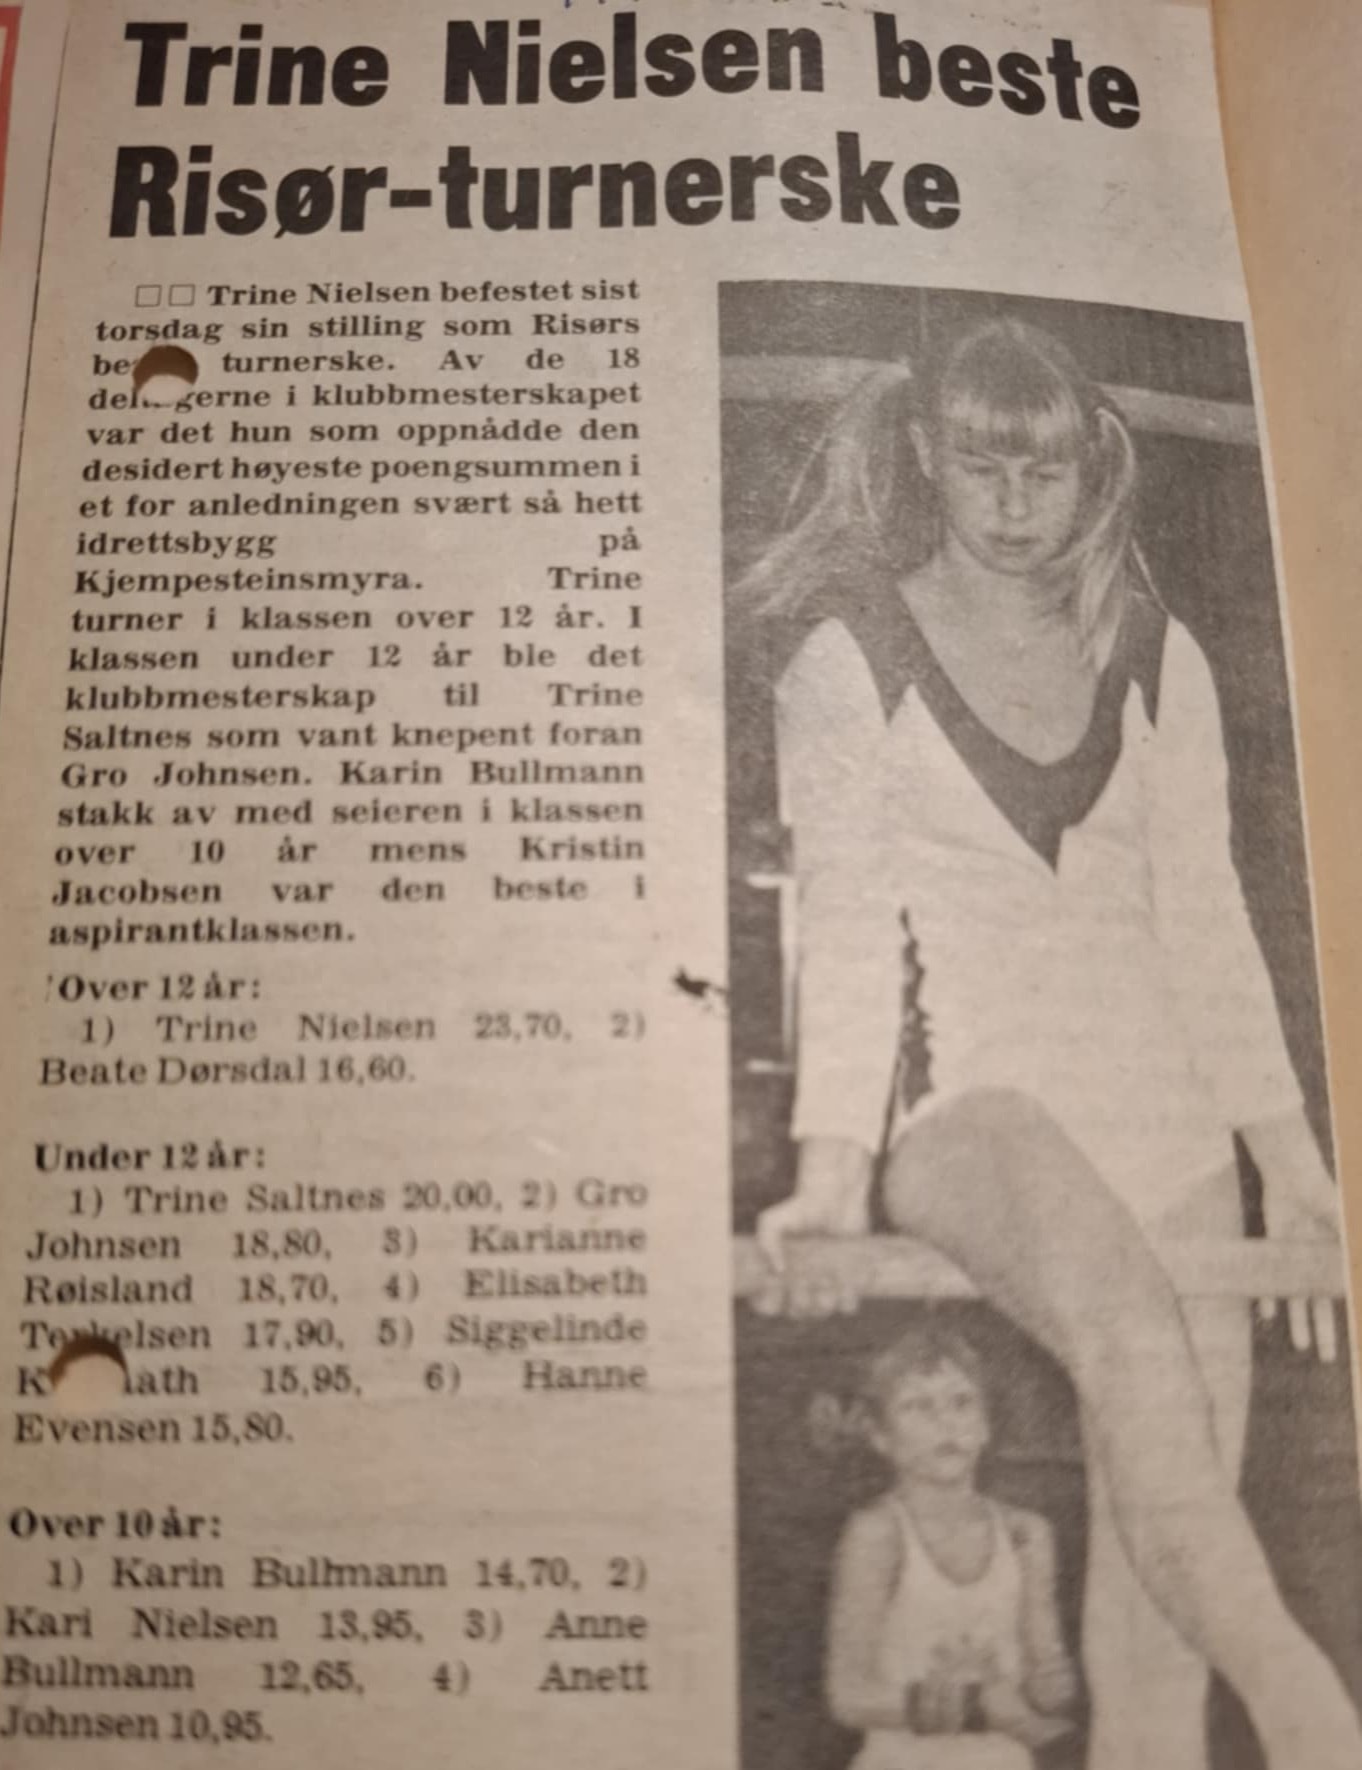 Trine Nielsen beste
Risør-turnerske
□□ Trine Nielsen befestet sist
torsdag sin stilling som Risørs
turnerske. Av de 18
i klubbmesterskapet
var det hun som oppnådde den
desidert høyeste poengsummen i
et for anledningen svært så hett
idrettsbygg på
Kjempesteinsmyra. Trine
turner i klassen over 12 år. I
klassen under 12 år ble det
klubbmesterskap til Trine
Saltnes som vant knepent foran
Gro Johnsen. Karin Bullmann
stakk av med seieren i klassen
over 10 år mens Kristin
Jacobsen var den beste i
aspirantklassen.
Over 12 år:
1) Trine Nielsen 23,70, 2)
Beate Dørsdal 16,60.
Under 12 år:
1) Trine Saltnes 20,00, 2) Gro
Johnsen 18,80, 3) Karianne
Røisland 18,70, 4) Elisabeth
Terkelsen 17,90, 5) Siggelinde
15,95, 6) Hanne
Evensen 15,80.
Over 10 år:
1) Karin Bullmann 14,70, 2)
Kari Nielsen 13,95, 3) Anne
Bullmann 12,65, 4) Anett
Johnsen 10,95.